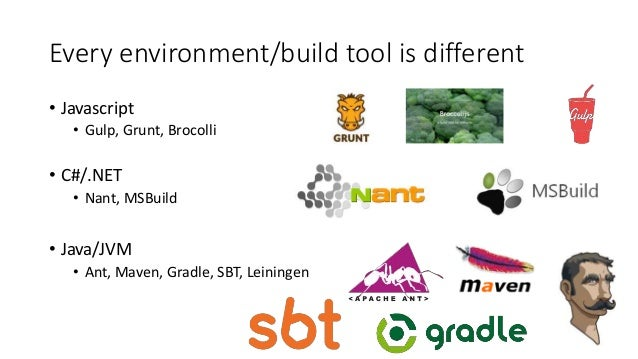 Every environment/build tool is different
• Javascript
• Gulp, Grunt, Brocolli
GRUNT
Broccolijs
Gulp
• C#/.NET
• Nant, MSBuild
Nant
MSBuild
• Java/JVM
• Ant, Maven, Gradle, SBT, Leiningen
<APACHE ANT>
maven
sbt
gradle